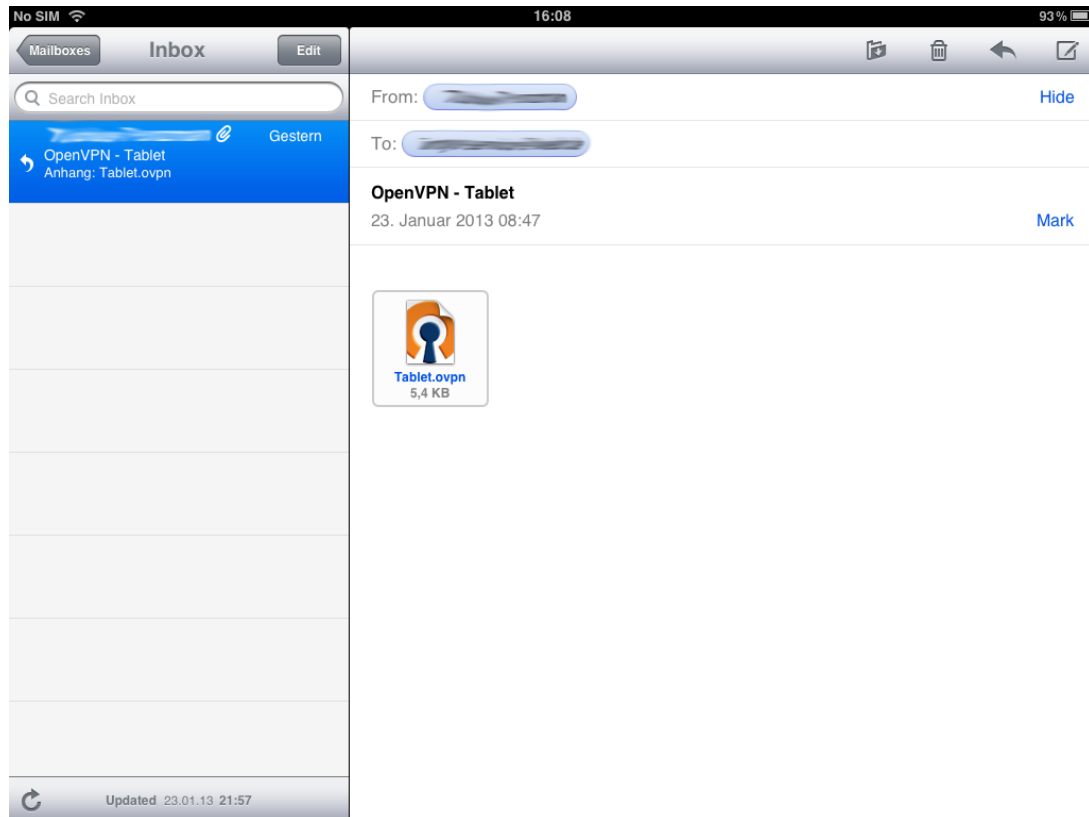 No SIM 16:08 93%
Mailboxes Inbox Edit
Search Inbox
Gestern
OpenVPN - Tablet
Anhang: Tablet.ovpn
Updated 23.01.13 21:57
From: Hide
To:
OpenVPN - Tablet
23. Januar 2013 08:47 Mark
Tablet.ovpn
5,4 KB